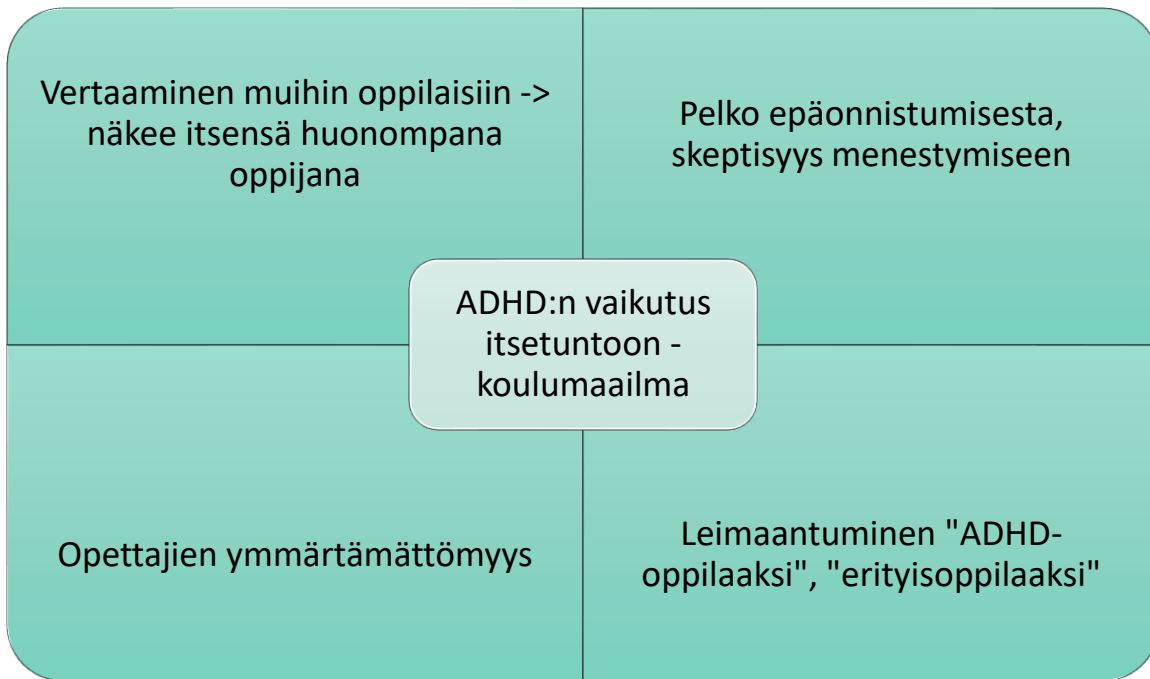 Vertaaminen muihin oppilaisiin ->
näkee itsensä huonompana
oppijana
Pelko epäonnistumisesta,
skeptisyys menestymiseen
ADHD:n vaikutus
itsetuntoon -
koulumaailma
Opettajien ymmärtämättömyys
Leimaantuminen "ADHD-
oppilaaksi", "erityisoppilaaksi"